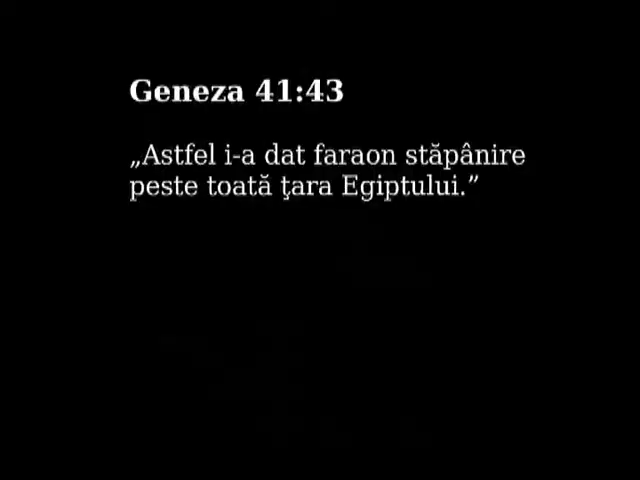 Geneza 41:43
„Astfel i-a dat faraon stăpânire
peste toată ţara Egiptului.”